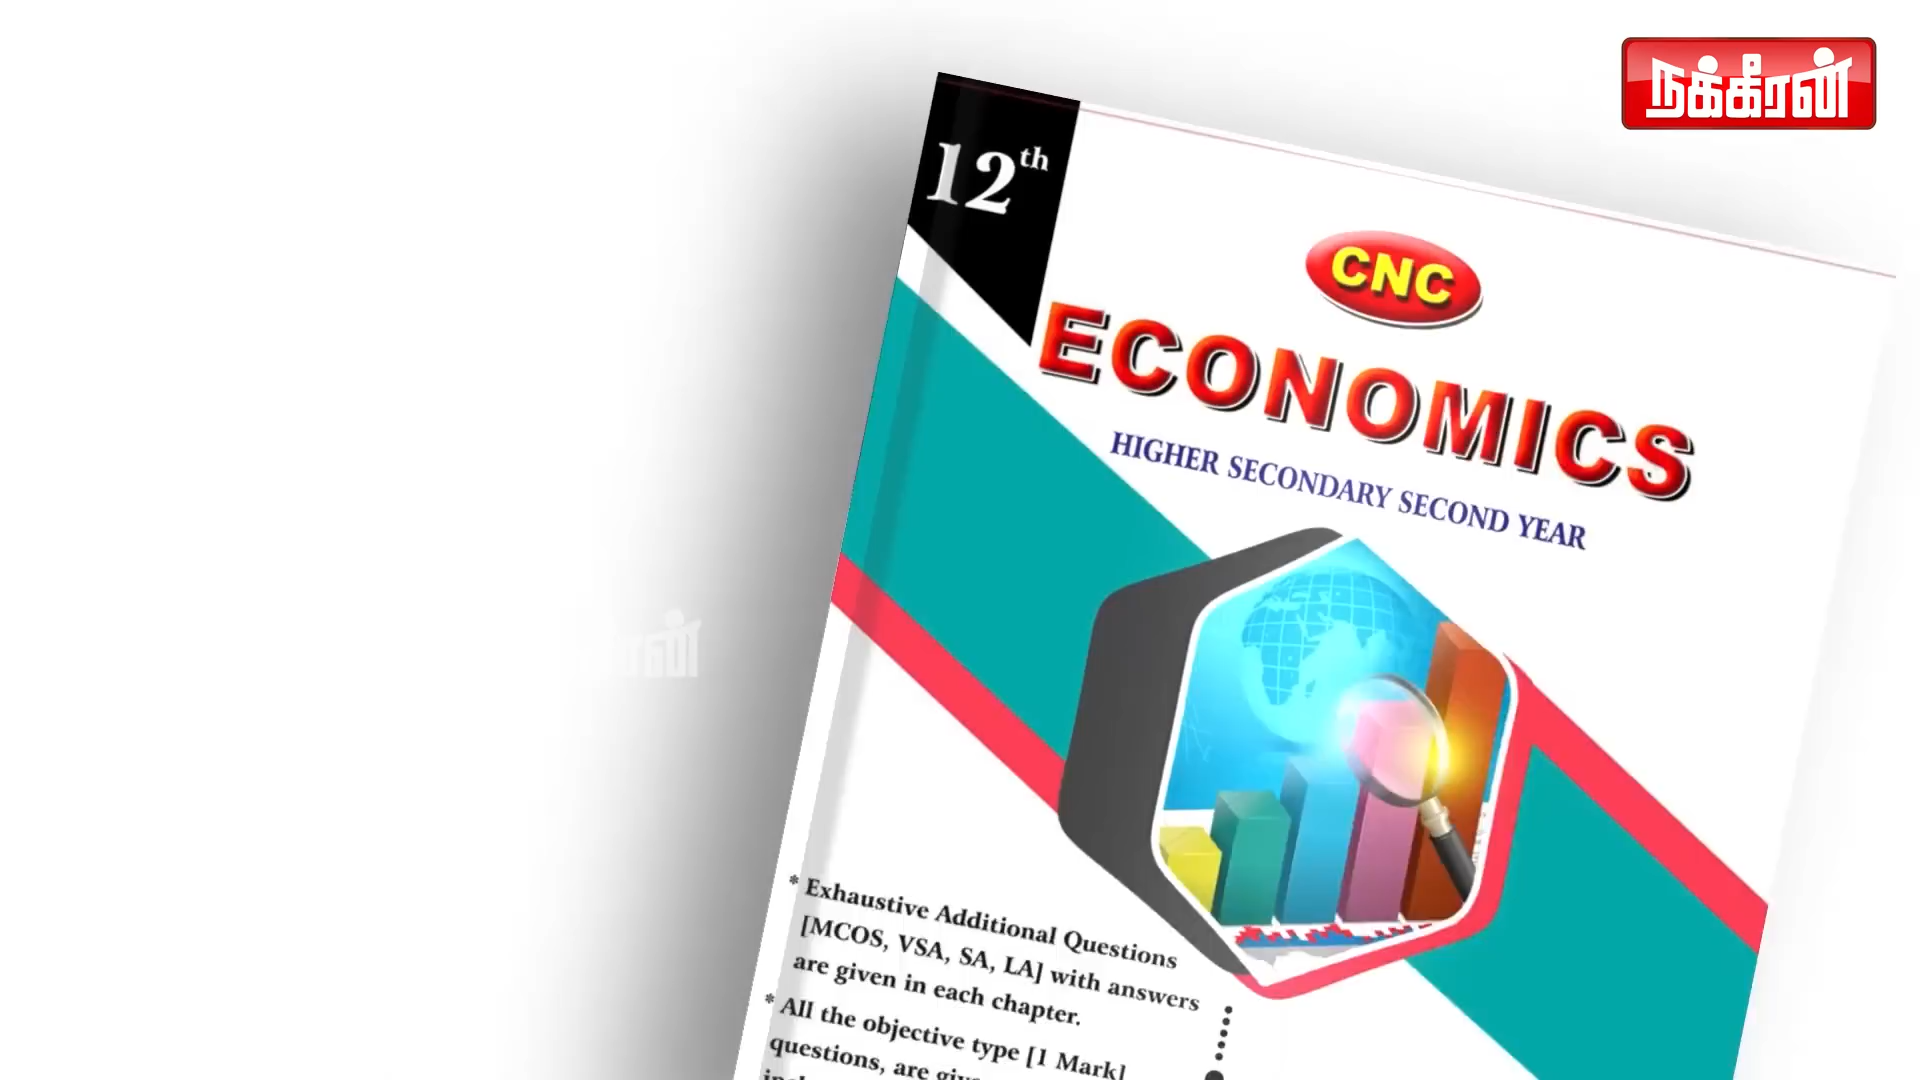 நக்கீரன்
12th
CNC
ECONOMICS
HIGHER SECONDARY SECOND YEAR
* Exhaustive Additional Questions
[MCOS, VSA, SA, LA] with answers
are given in each chapter.
* All the objective type [1 Mark]
questions, are